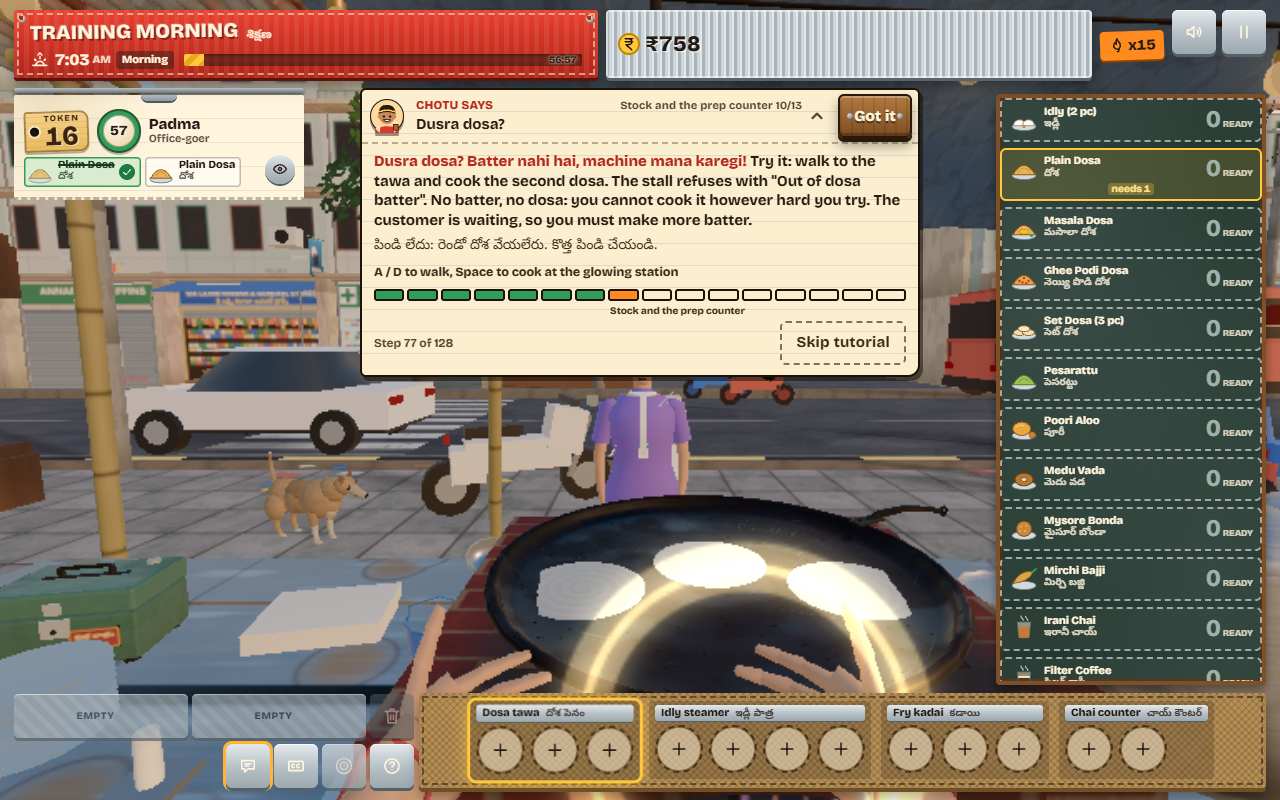 TRAINING MORNING శిక్షణ
7:03 AM Morning 56:57
₹758
x15
TOKEN
16
57
Padma
Office-goer
Plain Dosa
దోశ
Plain Dosa
దోశ
CHOTU SAYS
Dusra dosa?
Stock and the prep counter 10/13
Got it
Dusra dosa? Batter nahi hai, machine mana karegi! Try it: walk to the
tawa and cook the second dosa. The stall refuses with "Out of dosa
batter". No batter, no dosa: you cannot cook it however hard you try. The
customer is waiting, so you must make more batter.
పిండి లేదు: రెండో దోశ వేయలేరు. కొత్త పిండి చేయండి.
A / D to walk, Space to cook at the glowing station
Stock and the prep counter
Step 77 of 128
Skip tutorial
Idly (2 pc)
ఇడ్లీ
0 READY
Plain Dosa
దోశ
0 READY
needs 1
Masala Dosa
మసాలా దోశ
0 READY
Ghee Podi Dosa
నెయ్యి పొడి దోశ
0 READY
Set Dosa (3 pc)
సెట్ దోశ
0 READY
Pesarattu
పెసరట్టు
0 READY
Poori Aloo
పూరీ
0 READY
Medu Vada
మెదు వడ
0 READY
Mysore Bonda
మైసూర్ బోండా
0 READY
Mirchi Bajji
మిర్చి బజ్జి
0 READY
Irani Chai
ఇరానీ చాయ్
0 READY
Filter Coffee
EMPTY
EMPTY
Dosa tawa దోశ పెనం
Idly steamer ఇడ్లీ పాత్ర
Fry kadai కడాయి
Chai counter చాయ్ కౌంటర్